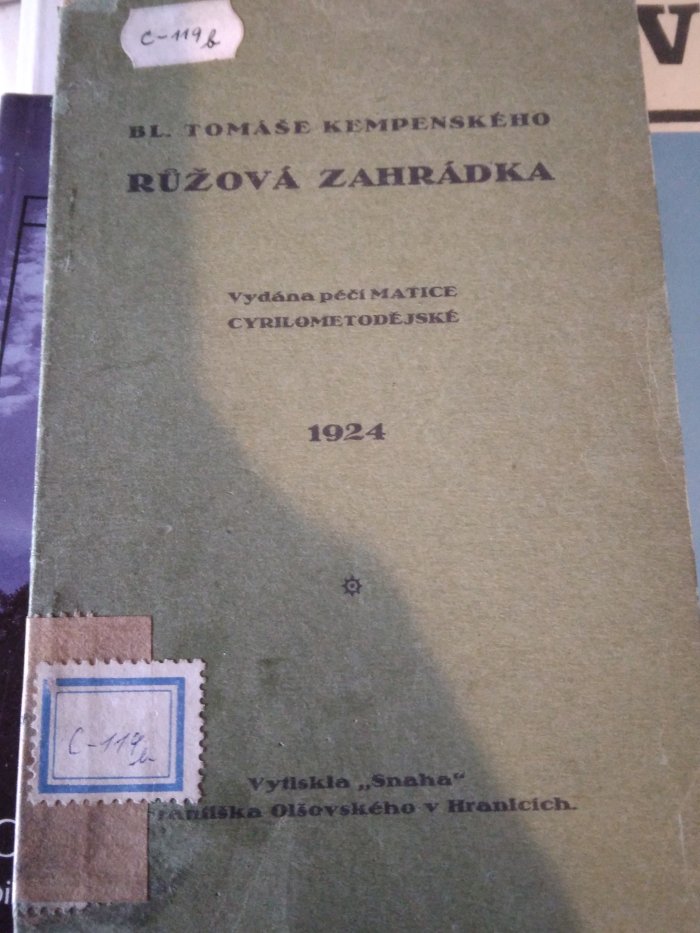 C-119b
BL. TOMÁŠE KEMPENSKÉHO
RŮŽOVÁ ZAHRÁDKA
Vydána péčí MATICE
CYRILOMETODĚJSKÉ
1924
C-119b
Vytiskla „Snaha“
Františka Olšovského v Hranicích.
V